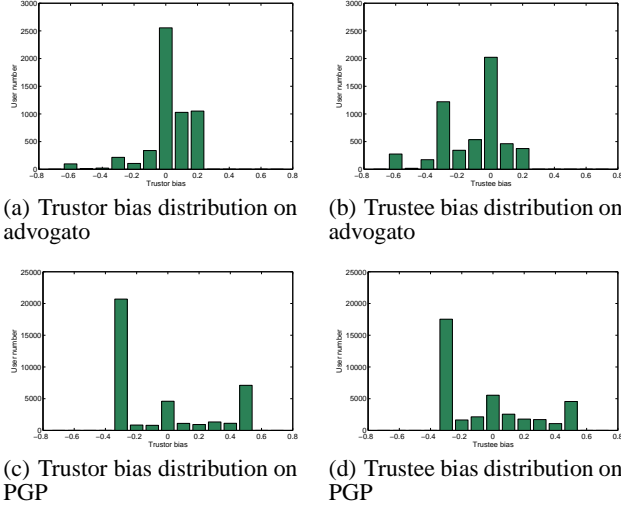 3000
2500
2000
1500
1000
500
0
User number
-0.8 -0.6 -0.4 -0.2 0 0.2 0.4 0.6 0.8
Trustor bias
(a) Trustor bias distribution on
advogato
3000
2500
2000
1500
1000
500
0
User number
-0.8 -0.6 -0.4 -0.2 0 0.2 0.4 0.6 0.8
Trustee bias
(b) Trustee bias distribution on
advogato
25000
20000
15000
10000
5000
0
User number
-0.8 -0.6 -0.4 -0.2 0 0.2 0.4 0.6 0.8
Trustor bias
(c) Trustor bias distribution on
PGP
25000
20000
15000
10000
5000
0
User number
-0.8 -0.6 -0.4 -0.2 0 0.2 0.4 0.6 0.8
Trustee bias
(d) Trustee bias distribution on
PGP